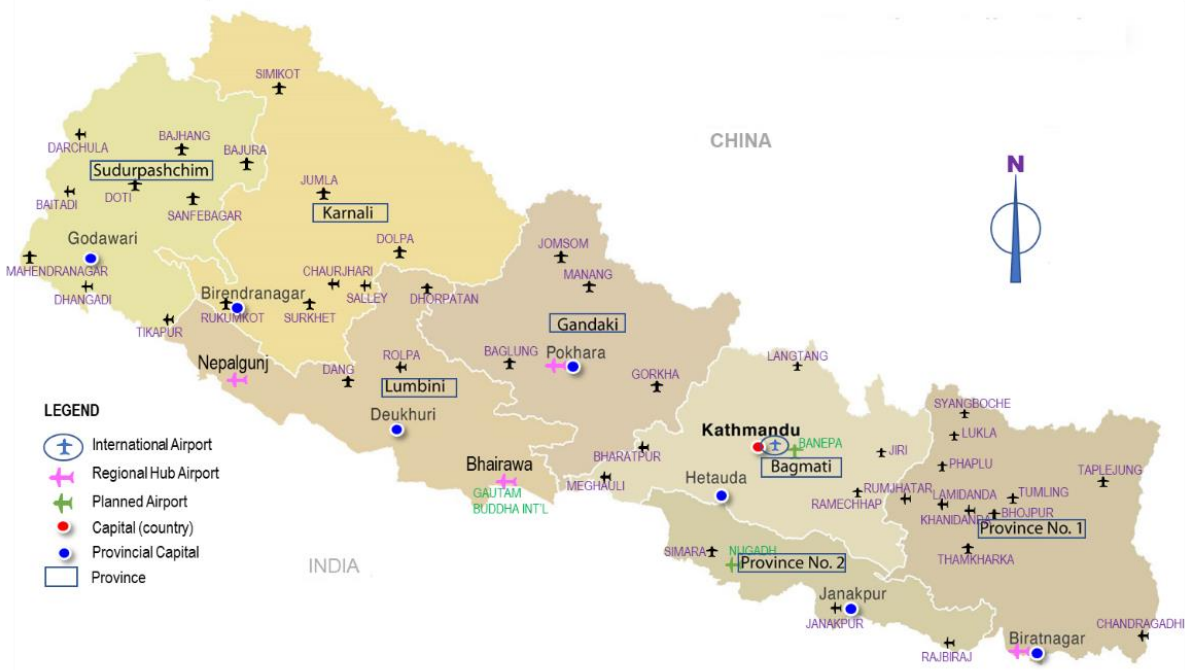 SIMIKOT
CHINA
DARCHULA
BAJHANG
BAJURA
Sudurpashchim
N
DOTI
BAITADI
SANFEBAGAR
JUMLA
Karnali
Godawari
DOLPA
JOMSOM
MAHENDRANAGAR
MANANG
DHANGADI
Birendranagar
CHAURJHARI
SALLEY
DHORPATAN
RUKUMKOT
SURKHET
TIKAPUR
Gandaki
Nepalgunj
DANG
ROLPA
Lumbini
BAGLUNG
Pokhara
GORKHA
LANGTANG
Deukhuri
SYANGBOCHE
LUKLA
Kathmandu
BANEPA
Bagmati
JIRI
BHARATPUR
MEGHAULI
PHAPLU
TAPLEJUNG
Bhairawa
GAUTAM
BUDDHA INT'L
Hetauda
RUMJHATAR
RAMECHHAP
LAMIDANDA
TUMLING
KHANIDANDA
BHOJPUR
Province No. 1
THAMKHARKA
SIMARA
NIJGADH
Province No. 2
INDIA
Janakpur
JANAKPUR
RAJBIRAJ
Biratnagar
CHANDRAGADHI
LEGEND
International Airport
Regional Hub Airport
Planned Airport
Capital (country)
Provincial Capital
Province